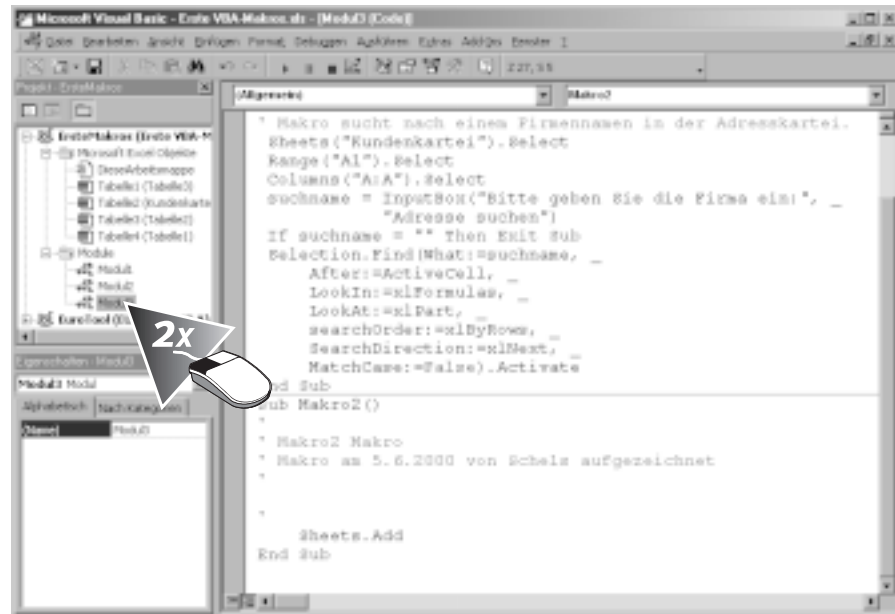 Microsoft Visual Basic - Erste VBA-Makros.xls - [Modul3 (Code)]
Datei Bearbeiten Ansicht Einfügen Format Debuggen Ausführen Extras Add-Ins Fenster ?
Z 27, S 5
Projekt - ErsteMakros
(Allgemein)
Makro2
ErsteMakros (Erste VBA-M
Microsoft Excel Objekte
DieseArbeitsmappe
Tabelle1 (Tabelle3)
Tabelle2 (Kundenkarte
Tabelle3 (Tabelle2)
Tabelle4 (Tabelle1)
Module
Modul1
Modul2
EuroTool
2x
Eigenschaften - Modul3
Modul3 Modul
Alphabetisch
Nach Kategorien
(Name)
Modul3
' Makro sucht nach einem Firmennamen in der Adresskartei.
Sheets("Kundenkartei").Select
Range("A1").Select
Columns("A:A").Select
suchname = InputBox("Bitte geben Sie die Firma ein:", _
"Adresse suchen")
If suchname = "" Then Exit Sub
Selection.Find(What:=suchname, _
After:=ActiveCell, _
LookIn:=xlFormulas, _
LookAt:=xlPart, _
searchOrder:=xlByRows, _
SearchDirection:=xlNext, _
MatchCase:=False).Activate
End Sub
Sub Makro2()
'
' Makro2 Makro
' Makro am 5.6.2000 von Schels aufgezeichnet
'
'
Sheets.Add
End Sub